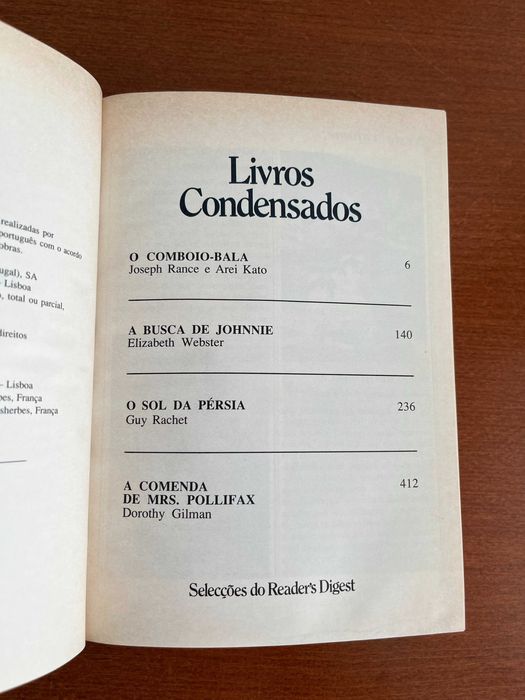 realizadas por
português com o acordo
obras.
ugal), SA
– Lisboa
, total ou parcial,
direitos
– Lisboa
bes, França
sherbes, França
Livros
Condensados
O COMBOIO-BALA
Joseph Rance e Arei Kato 6
A BUSCA DE JOHNNIE 140
Elizabeth Webster
O SOL DA PÉRSIA 236
Guy Rachet
A COMENDA 412
DE MRS. POLLIFAX
Dorothy Gilman
Selecções do Reader's Digest